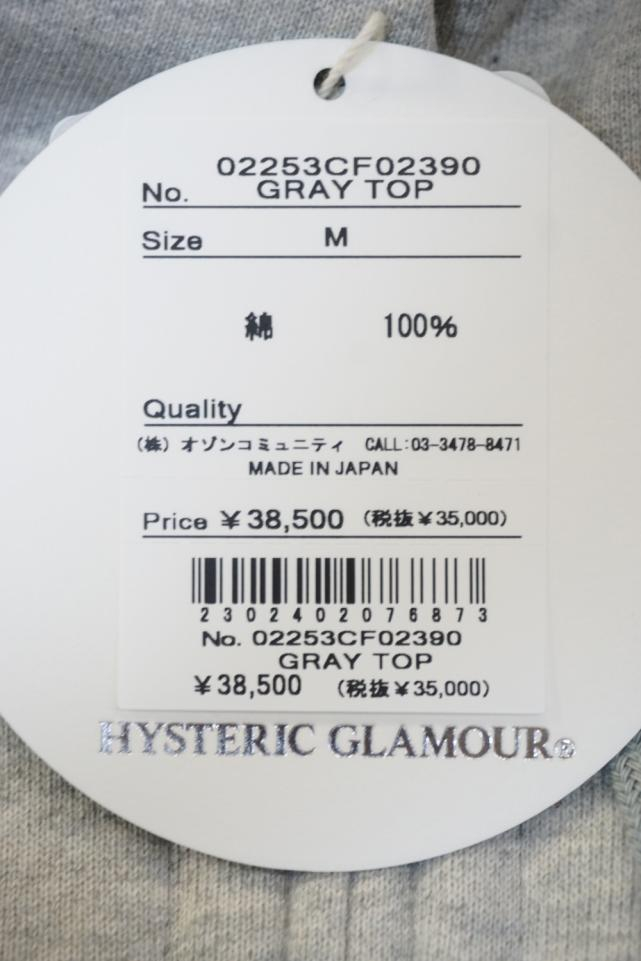 02253CF02390
No. GRAY TOP
Size M
綿 100%
Quality
(株) オゾンコミュニティ CALL:03-3478-8471
MADE IN JAPAN
Price ¥38,500 (税抜¥35,000)
2302402076873
No. 02253CF02390
GRAY TOP
¥38,500 (税抜¥35,000)
HYSTERIC GLAMOUR®